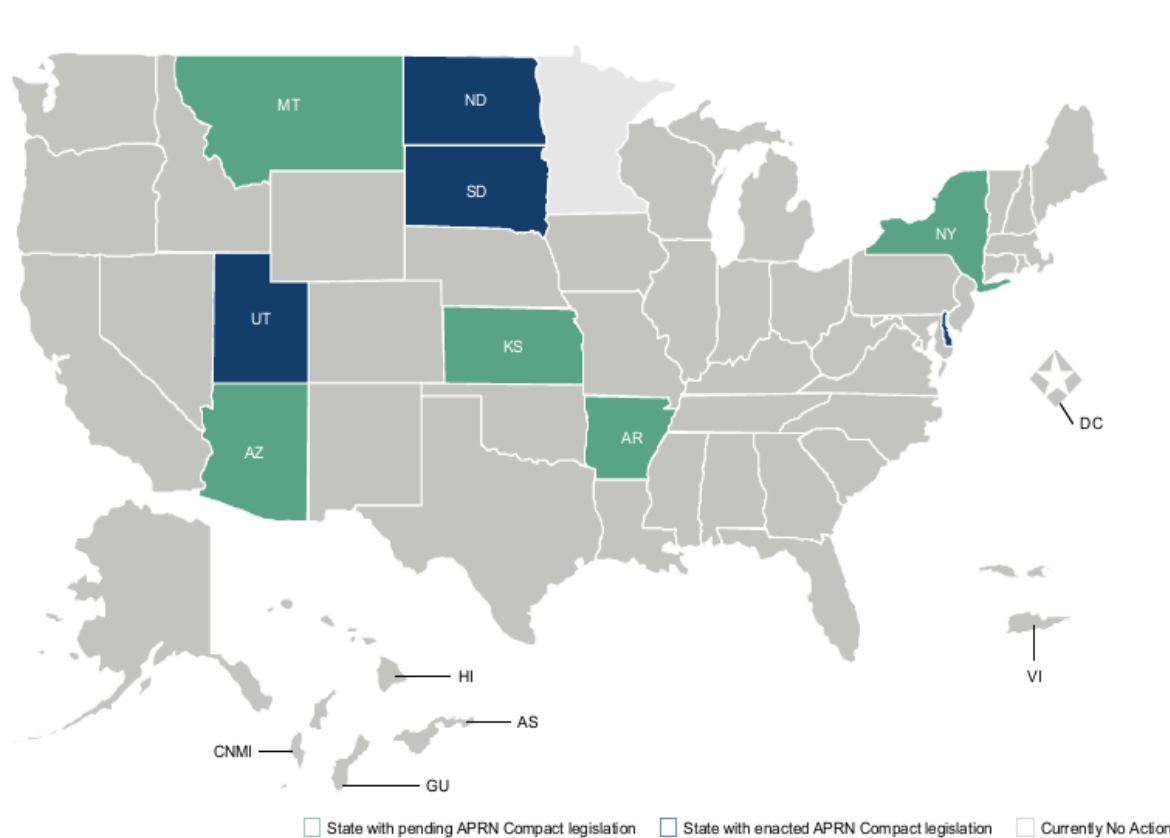 MT
ND
SD
NY
UT
KS
AZ
AR
DC
HI
VI
AS
CNMI
GU
State with pending APRN Compact legislation State with enacted APRN Compact legislation Currently No Action